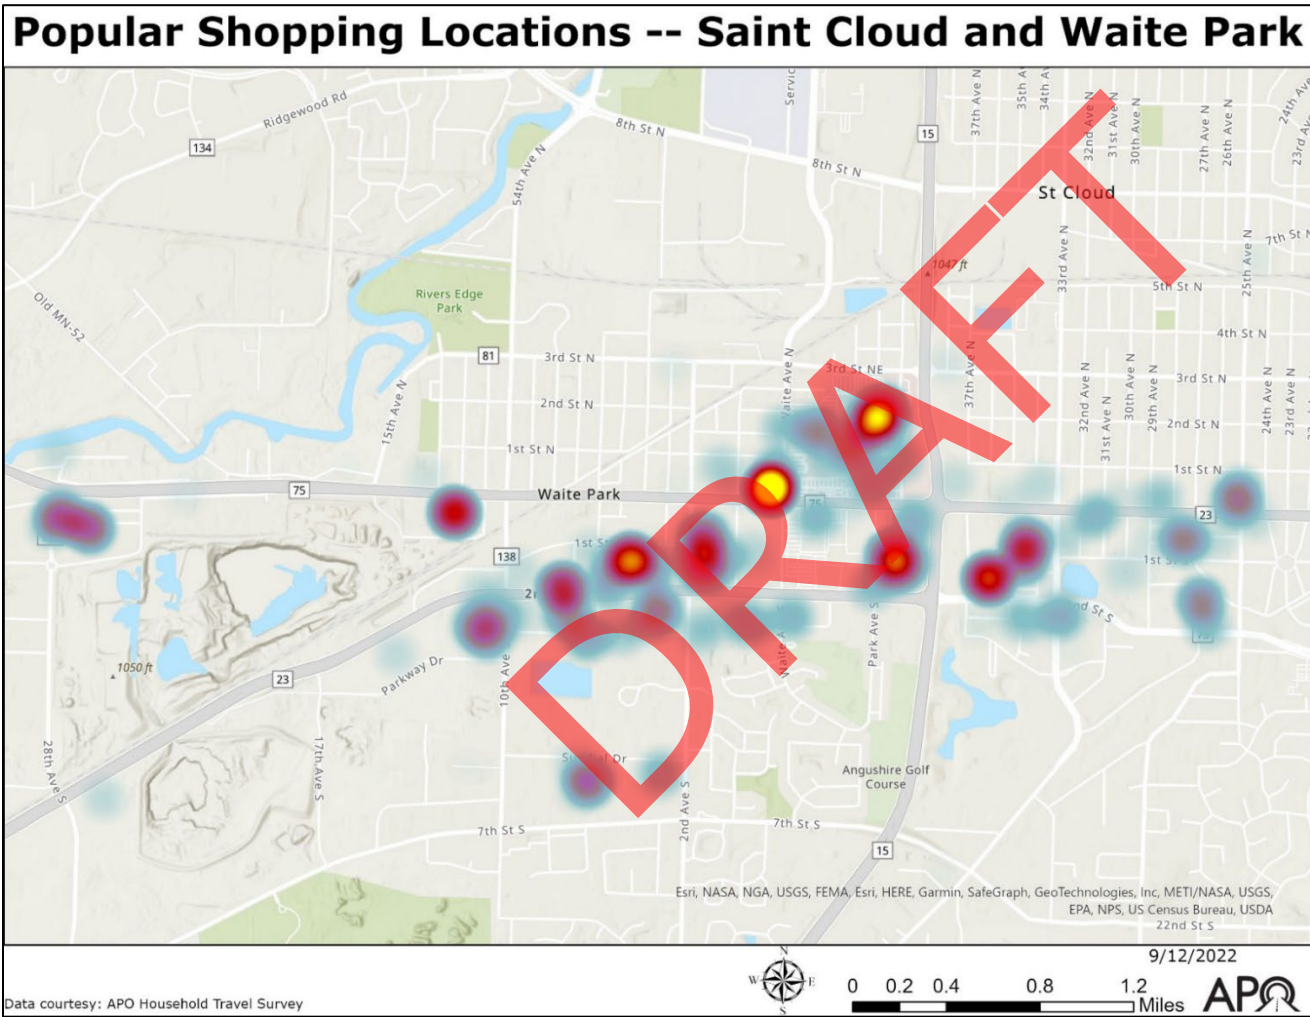 Popular Shopping Locations -- Saint Cloud and Waite Park
Ridgewood Rd
134
8th St N
54th Ave N
Servic
8th St N
15
37th Ave N
35th A
34th Av
32nd Ave N
31st Ave N
30th Ave N
27th Ave N
26th Ave N
24th Ave
23rd Av
St Cloud
7th St N
1047 ft
33rd Ave N
25th Ave N
5th St N
Old MN-52
Rivers Edge
Park
4th St N
81
3rd St N
Waite Ave N
3rd St NE
37th Ave N
3rd St N
32nd Ave N
31st Ave N
30th Ave N
29th Ave N
24th Ave N
23rd Ave
2nd St N
2nd St N
15th Ave N
1st St N
1st St N
75
Waite Park
75
23
138
1st St
1st S
nd St S
1050 ft
Parkway Dr
10th Ave
Park Ave S
23
28th Ave S
17th Ave S
2nd Ave S
Angushire Golf
Course
7th St S
7th St S
15
DRAFT
Esri, NASA, NGA, USGS, FEMA, Esri, HERE, Garmin, SafeGraph, GeoTechnologies, Inc, METI/NASA, USGS,
EPA, NPS, US Census Bureau, USDA
22nd St S
9/12/2022
N
W E
S
0 0.2 0.4 0.8 1.2
Miles
APO
Data courtesy: APO Household Travel Survey